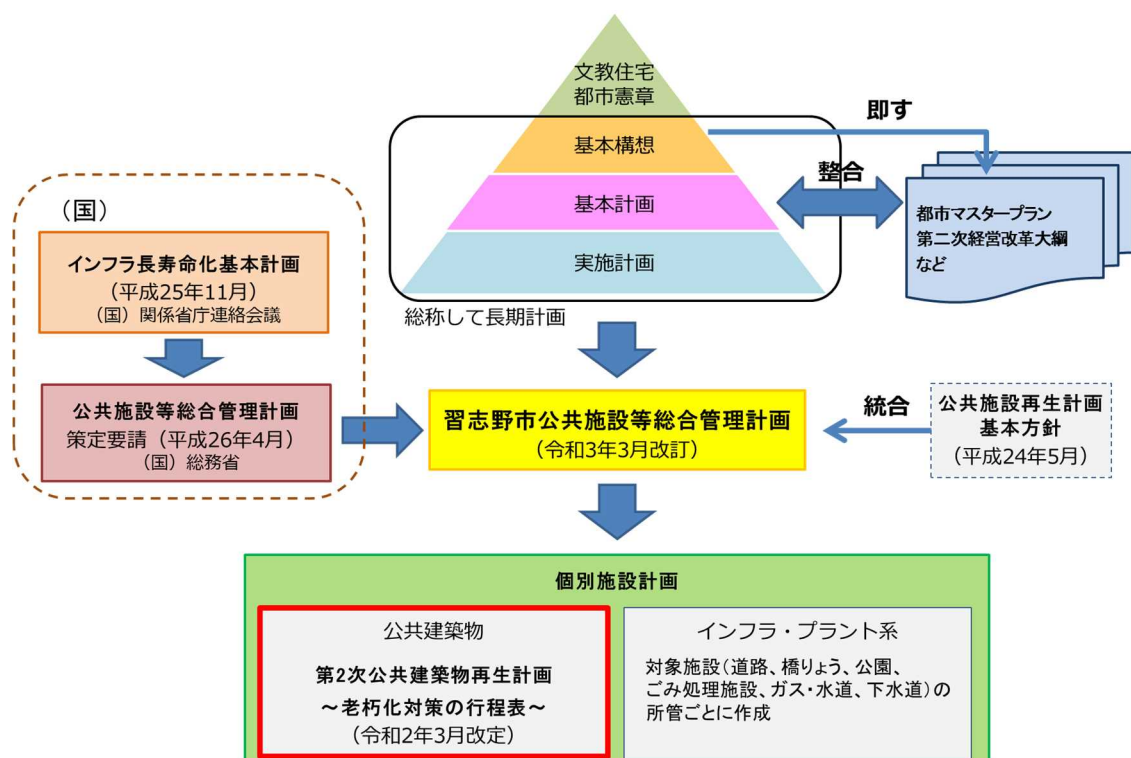 文教住宅
都市憲章
基本構想
基本計画
実施計画
総称して長期計画
即す
整合
都市マスタープラン
第二次経営改革大綱
など
（国）
インフラ長寿命化基本計画
（平成25年11月）
（国）関係省庁連絡会議
公共施設等総合管理計画
策定要請（平成26年4月）
（国）総務省
習志野市公共施設等総合管理計画
（令和3年3月改訂）
統合
公共施設再生計画
基本方針
（平成24年5月）
個別施設計画
公共建築物
第2次公共建築物再生計画
～老朽化対策の行程表～
（令和2年3月改定）
インフラ・プラント系
対象施設（道路、橋りょう、公園、
ごみ処理施設、ガス・水道、下水道）の
所管ごとに作成